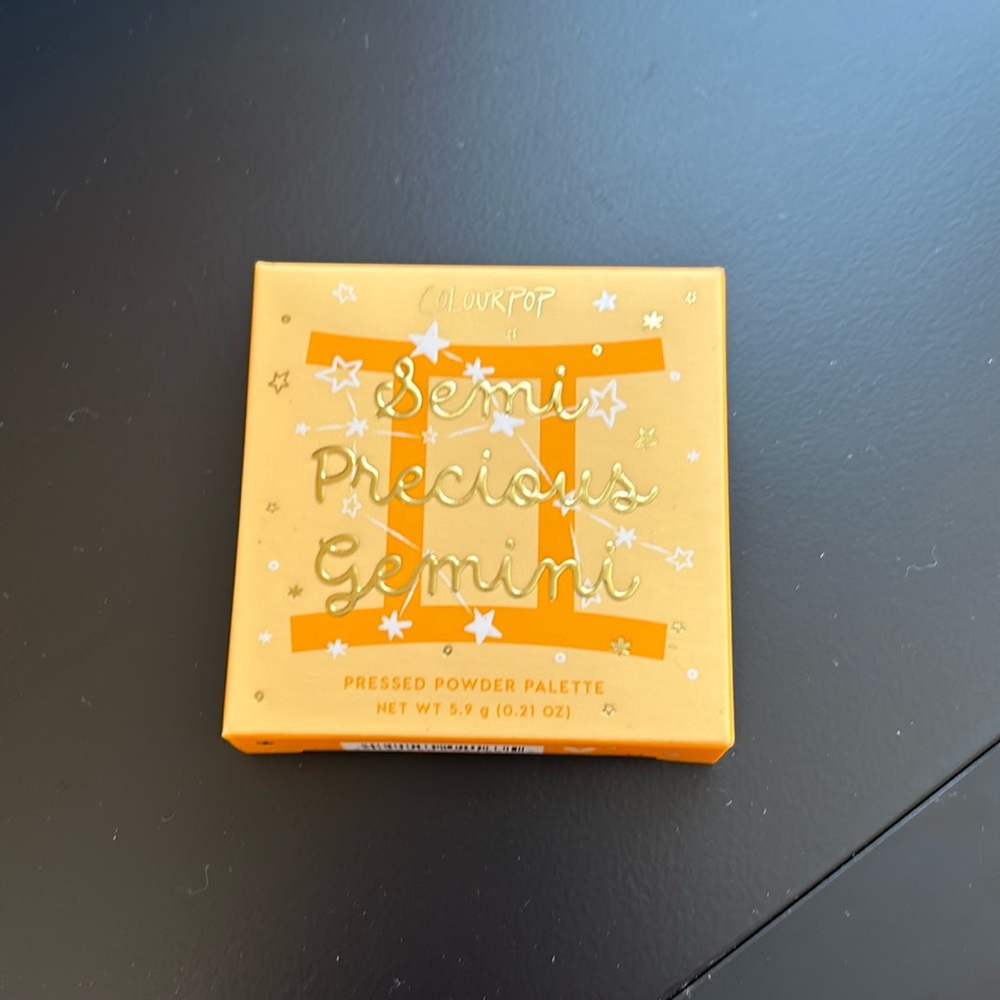 COLOURPOP
Semi
Precious
Gemini
PRESSED POWDER PALETTE
NET WT 5.9 g (0.21 OZ)